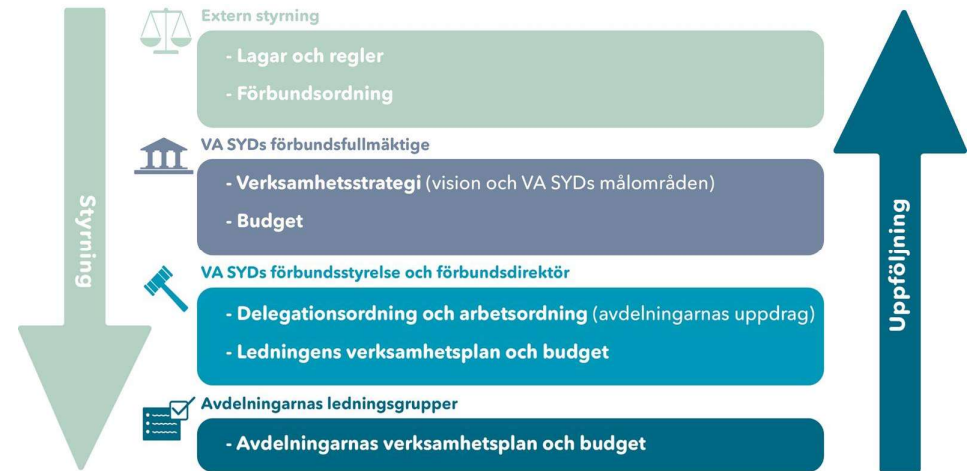 Extern styrning
- Lagar och regler
- Förbundsordning
VA SYDs förbundsfullmäktige
- Verksamhetsstrategi (vision och VA SYDs målområden)
- Budget
VA SYDs förbundsstyrelse och förbundsdirektör
- Delegationsordning och arbetsordning (avdelningarnas uppdrag)
- Ledningens verksamhetsplan och budget
Avdelningarnas ledningsgrupper
- Avdelningarnas verksamhetsplan och budget
Styrning
Uppföljning